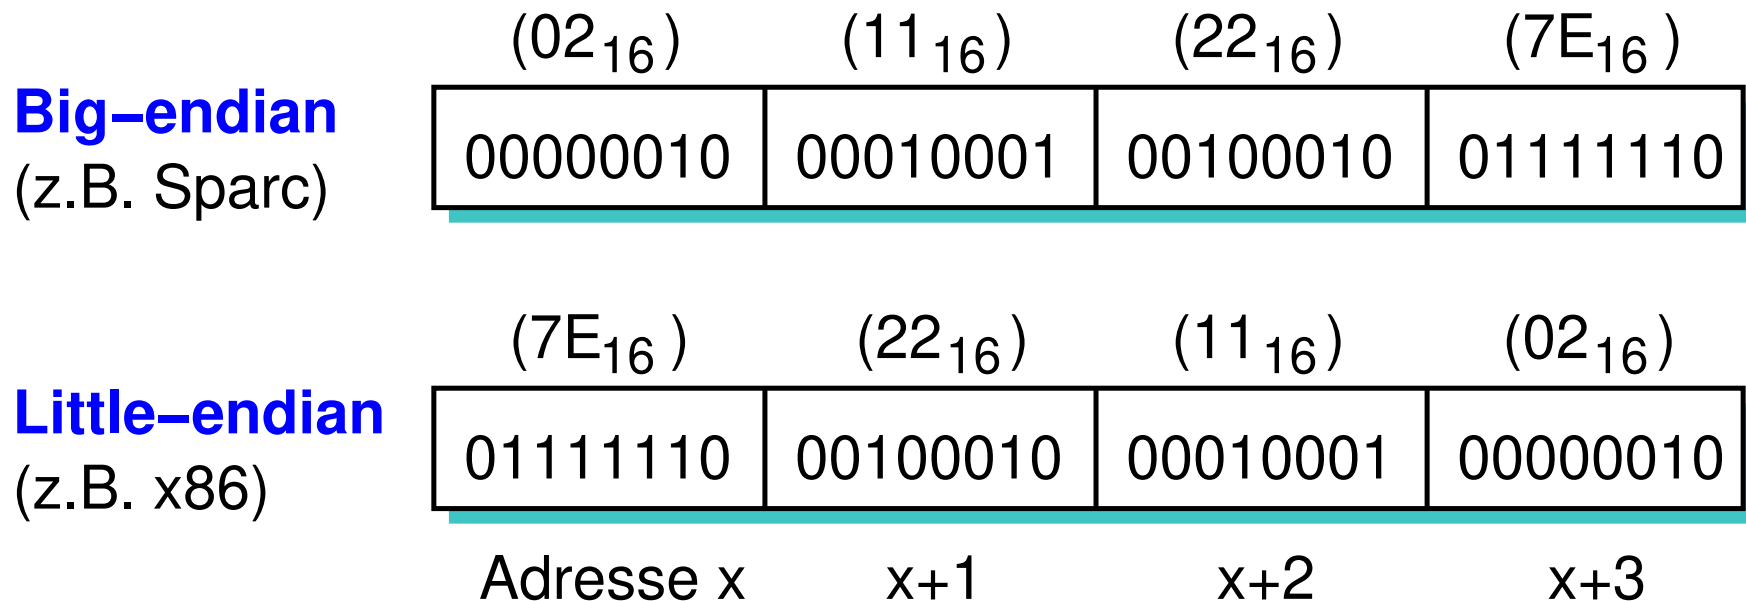 (02₁₆) (11₁₆) (22₁₆) (7E₁₆)
Big–endian
00000010 00010001 00100010 01111110
(z.B. Sparc)
(7E₁₆) (22₁₆) (11₁₆) (02₁₆)
Little–endian
01111110 00100010 00010001 00000010
(z.B. x86)
Adresse x x+1 x+2 x+3